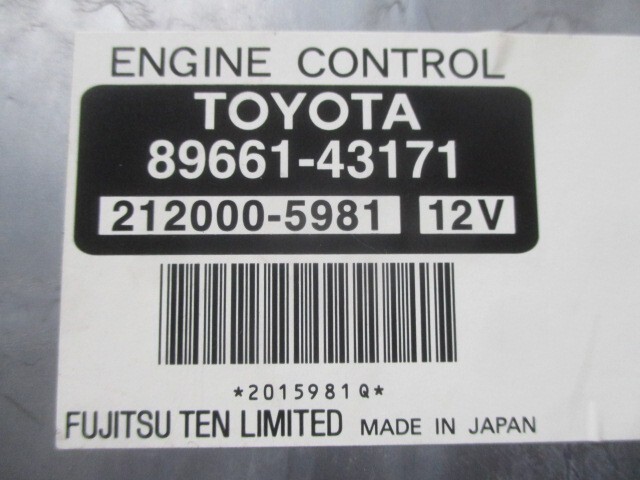 ENGINE CONTROL
TOYOTA
89661-43171
212000-5981 12V
*2015981Q*
FUJITSU TEN LIMITED MADE IN JAPAN